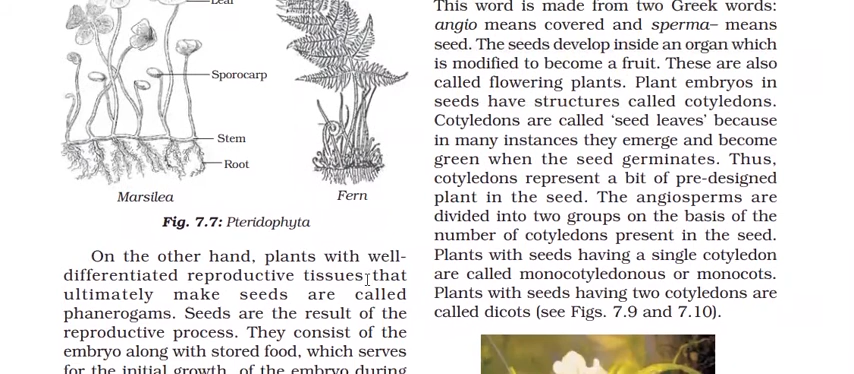 Leaf
Sporocarp
Stem
Root
Marsilea
Fern
Fig. 7.7: Pteridophyta
On the other hand, plants with well-
differentiated reproductive tissues that
ultimately make seeds are called
phanerogams. Seeds are the result of the
reproductive process. They consist of the
embryo along with stored food, which serves
for the initial growth of the embryo during
This word is made from two Greek words:
angio means covered and sperma– means
seed. The seeds develop inside an organ which
is modified to become a fruit. These are also
called flowering plants. Plant embryos in
seeds have structures called cotyledons.
Cotyledons are called ‘seed leaves’ because
in many instances they emerge and become
green when the seed germinates. Thus,
cotyledons represent a bit of pre-designed
plant in the seed. The angiosperms are
divided into two groups on the basis of the
number of cotyledons present in the seed.
Plants with seeds having a single cotyledon
are called monocotyledonous or monocots.
Plants with seeds having two cotyledons are
called dicots (see Figs. 7.9 and 7.10).